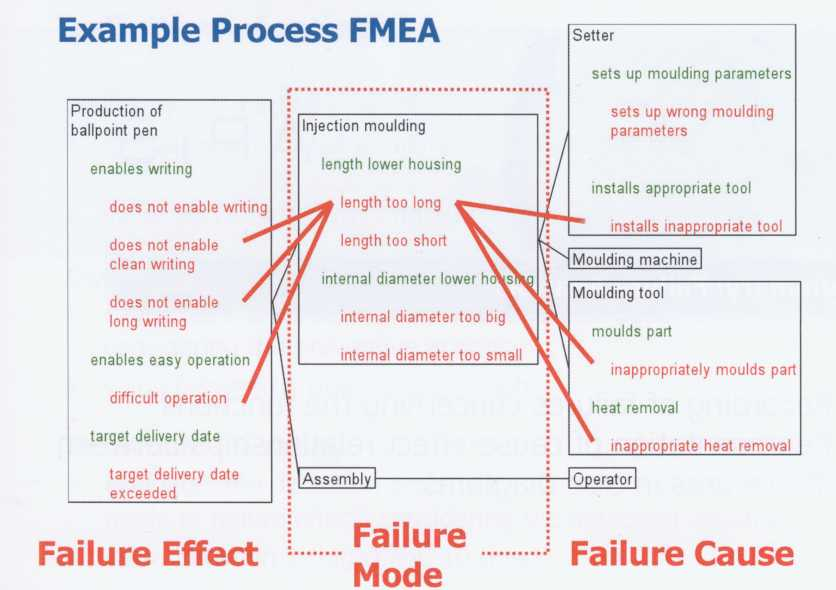 Example Process FMEA
Production of
ballpoint pen
enables writing
does not enable writing
does not enable
clean writing
does not enable
long writing
enables easy operation
difficult operation
target delivery date
target delivery date
exceeded
Injection moulding
length lower housing
length too long
length too short
internal diameter lower housing
internal diameter too big
internal diameter too small
Assembly
Setter
sets up moulding parameters
sets up wrong moulding
parameters
installs appropriate tool
installs inappropriate tool
Moulding machine
Moulding tool
moulds part
inappropriately moulds part
heat removal
inappropriate heat removal
Operator
Failure Effect
Failure
Mode
Failure Cause